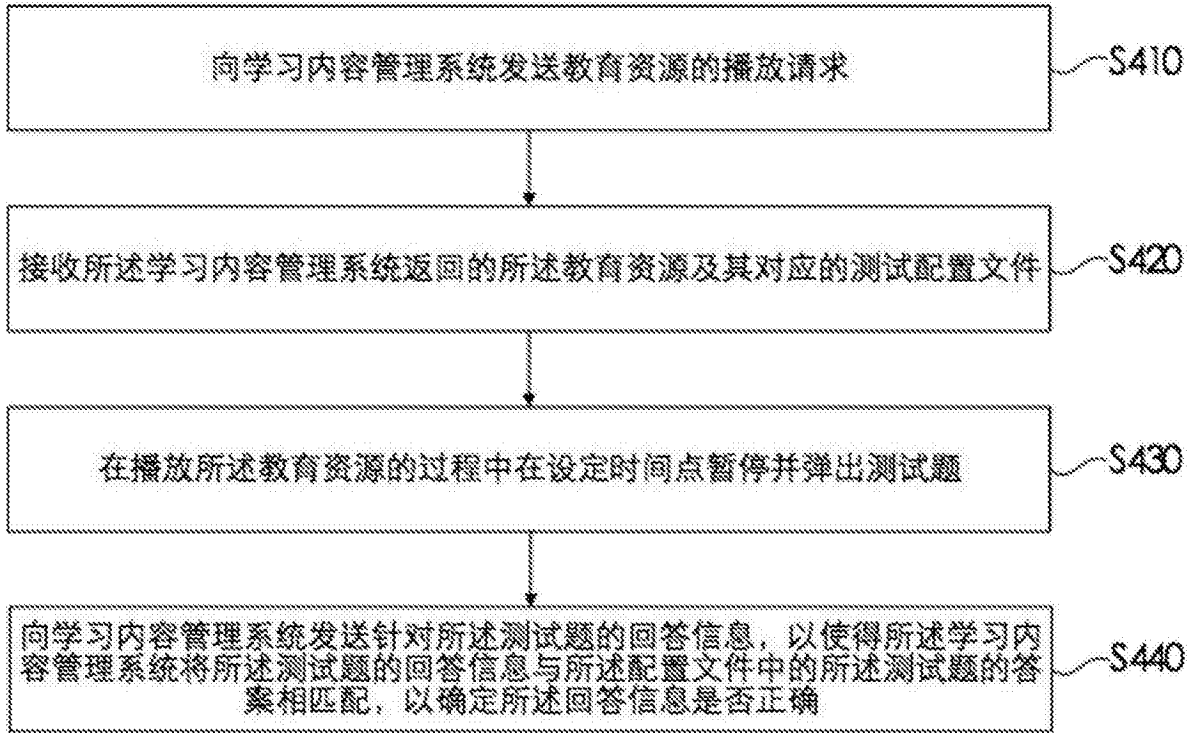 向学习内容管理系统发送教育资源的播放请求
S410
接收所述学习内容管理系统返回的所述教育资源及其对应的测试配置文件
S420
在播放所述教育资源的过程中在设定时间点暂停并弹出测试题
S430
向学习内容管理系统发送针对所述测试题的回答信息，以使得所述学习内
容管理系统将所述测试题的回答信息与所述配置文件中的所述测试题的答
案相匹配，以确定所述回答信息是否正确
S440